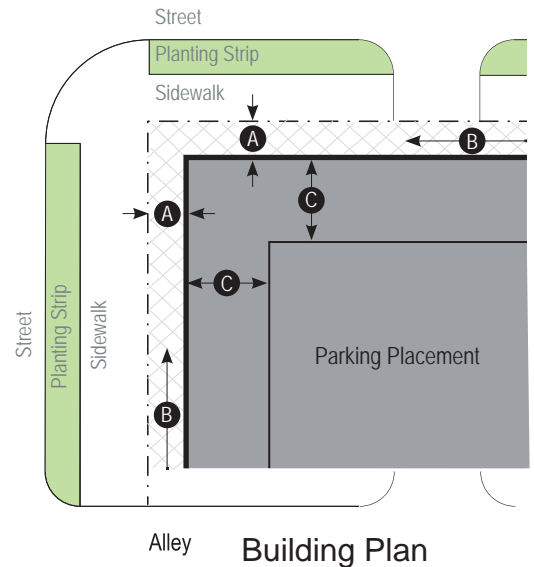 Street
Planting Strip
Sidewalk
A
B
A
C
C
Street
Planting Strip
Sidewalk
Parking Placement
B
Alley
Building Plan